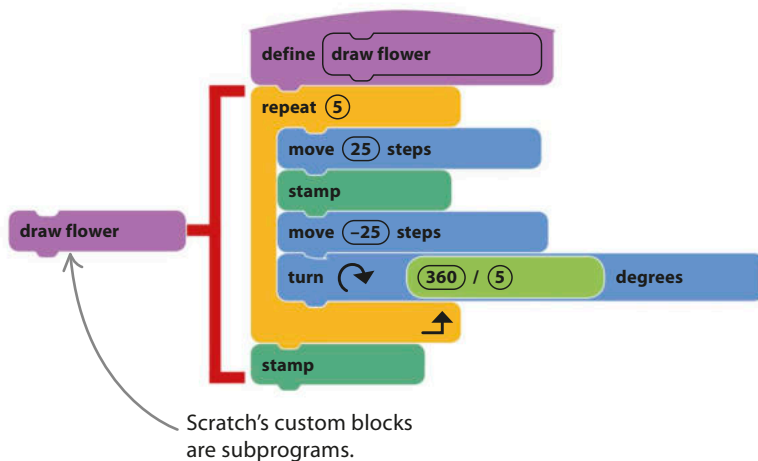 define draw flower
repeat 5
move 25 steps
stamp
move –25 steps
draw flower
turn 360 / 5 degrees
stamp
Scratch’s custom blocks
are subprograms.